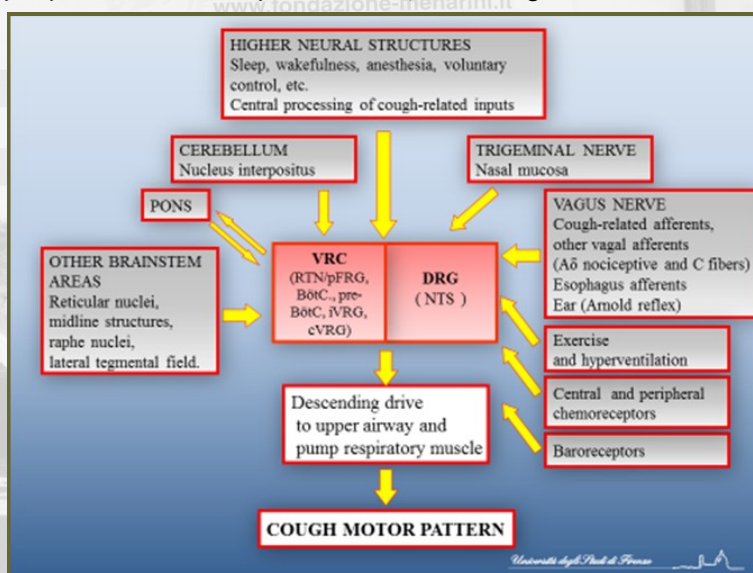 www.fondazione-menarini.it
HIGHER NEURAL STRUCTURES
Sleep, wakefulness, anesthesia, voluntary
control, etc.
Central processing of cough-related inputs
CEREBELLUM
Nucleus interpositus
TRIGEMINAL NERVE
Nasal mucosa
PONS
VAGUS NERVE
Cough-related afferents,
other vagal afferents
(Aδ nociceptive and C fibers)
Esophagus afferents
Ear (Arnold reflex)
OTHER BRAINSTEM
AREAS
Reticular nuclei,
midline structures,
raphe nuclei,
lateral tegmental field.
VRC
(RTN/pFRG,
BötC., pre-
BötC, iVRG,
cVRG)
DRG
( NTS )
Exercise
and hyperventilation
Central and peripheral
chemoreceptors
Baroreceptors
Descending drive
to upper airway and
pump respiratory muscle
COUGH MOTOR PATTERN
Università degli Studi di Firenze